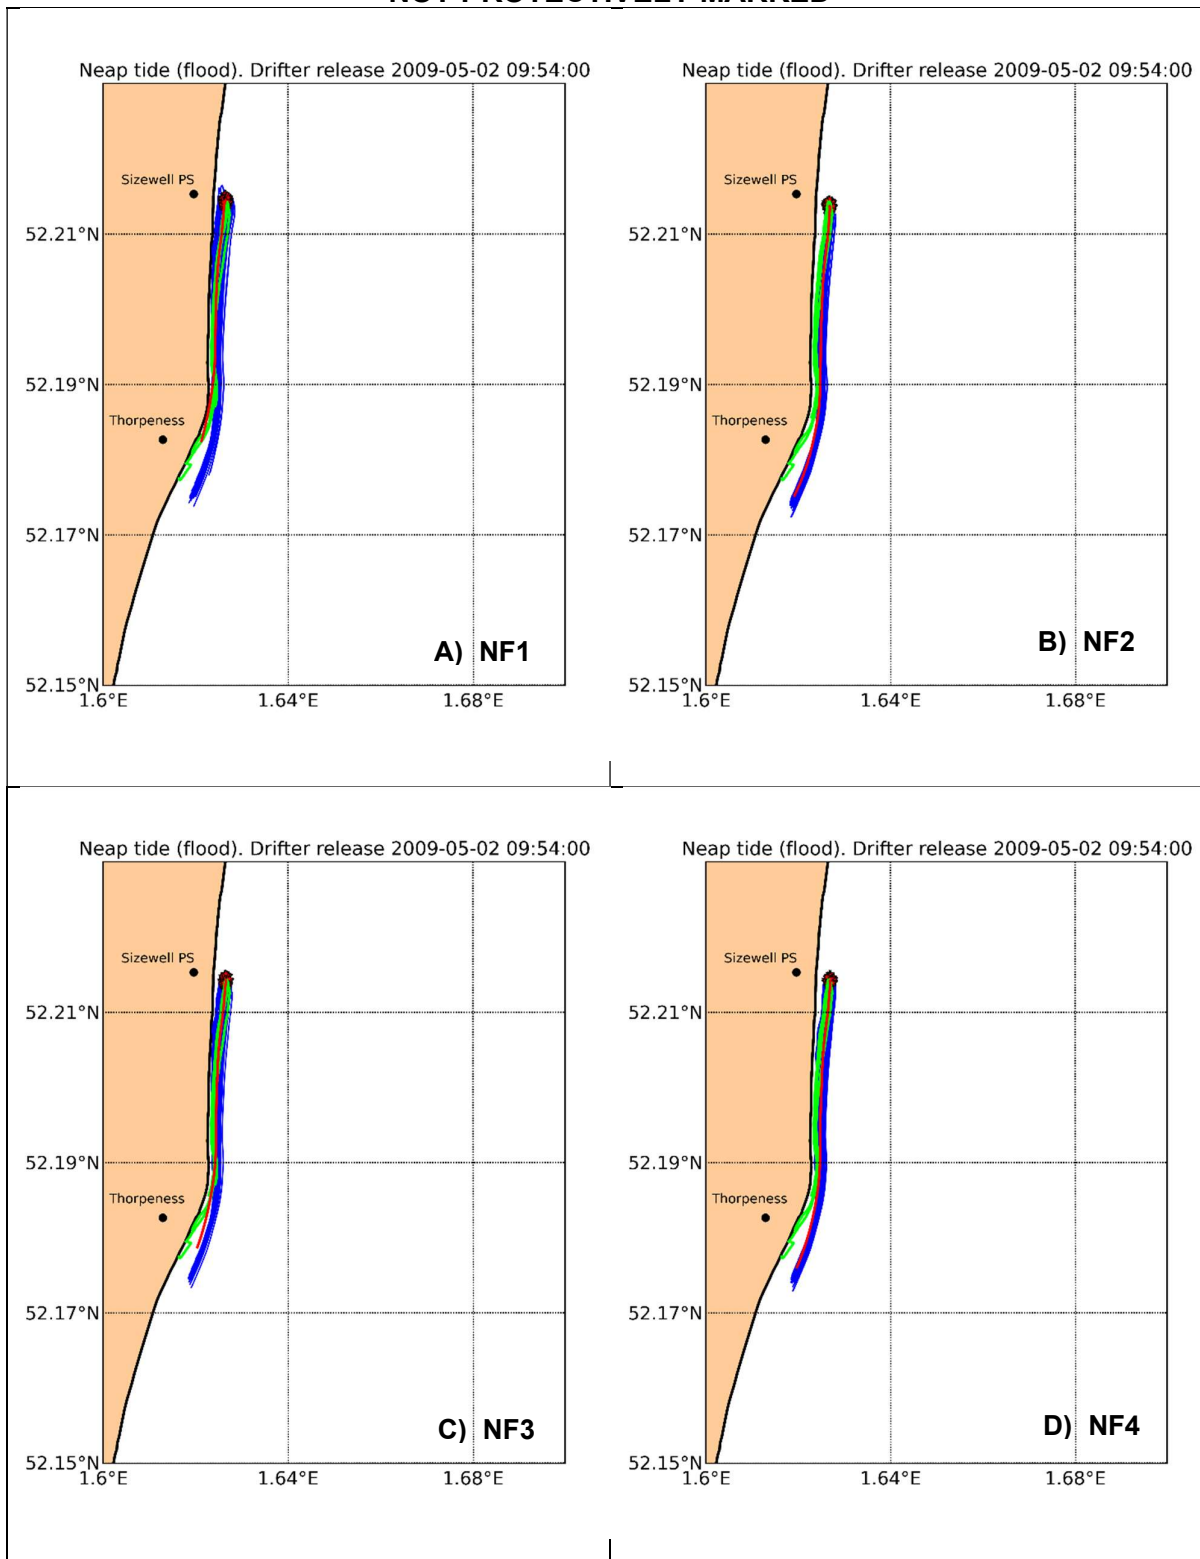 Neap tide (flood). Drifter release 2009-05-02 09:54:00
Sizewell PS
52.21°N
52.19°N
Thorpeness
52.17°N
A) NF1
52.15°N
1.6°E 1.64°E 1.68°E
Neap tide (flood). Drifter release 2009-05-02 09:54:00
Sizewell PS
52.21°N
52.19°N
Thorpeness
52.17°N
B) NF2
52.15°N
1.6°E 1.64°E 1.68°E
Neap tide (flood). Drifter release 2009-05-02 09:54:00
Sizewell PS
52.21°N
52.19°N
Thorpeness
52.17°N
C) NF3
52.15°N
1.6°E 1.64°E 1.68°E
Neap tide (flood). Drifter release 2009-05-02 09:54:00
Sizewell PS
52.21°N
52.19°N
Thorpeness
52.17°N
D) NF4
52.15°N
1.6°E 1.64°E 1.68°E